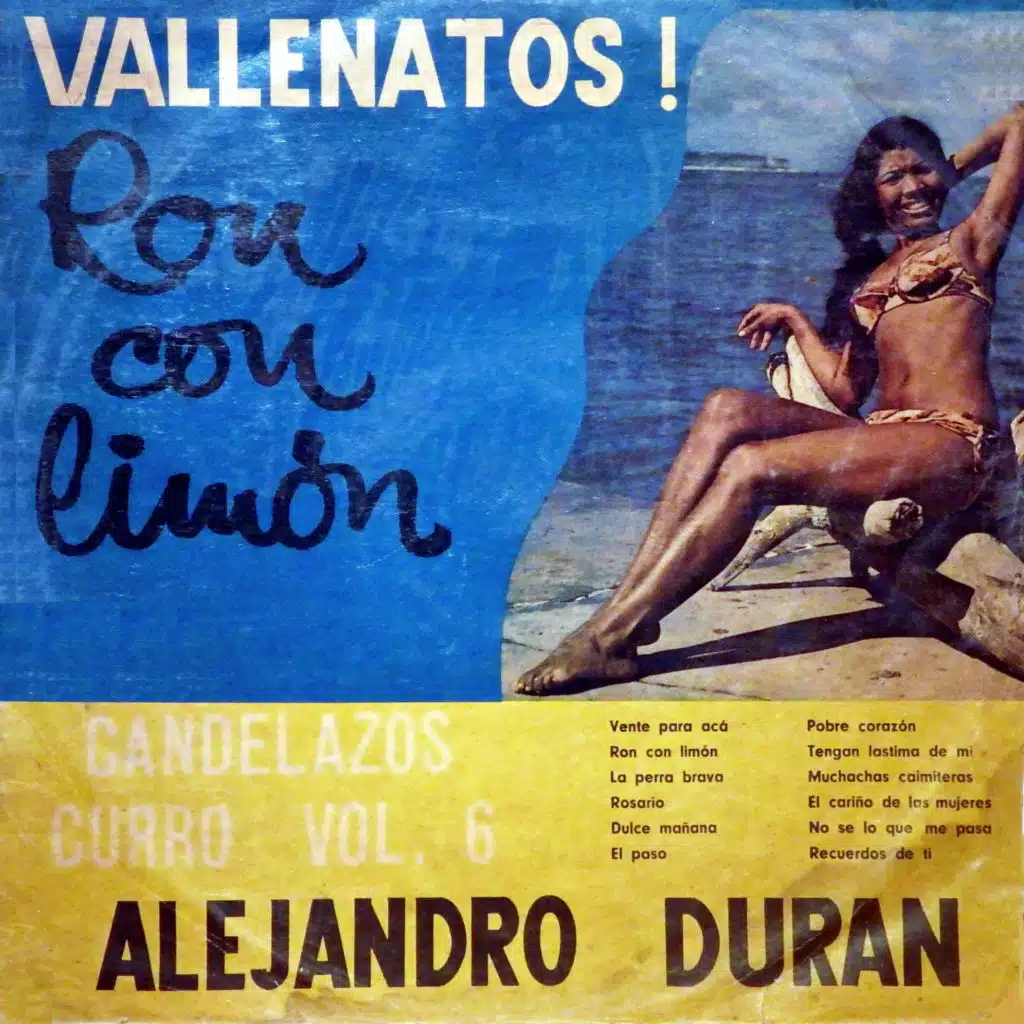 VALLENATOS !
Ron
con
limón
CANDELAZOS
CURRO VOL. 6
Vente para acá
Ron con limón
La perra brava
Rosario
Dulce mañana
El paso
Pobre corazón
Tengan lastima de mi
Muchachas caimiteras
El cariño de las mujeres
No se lo que me pasa
Recuerdos de ti
ALEJANDRO DURAN